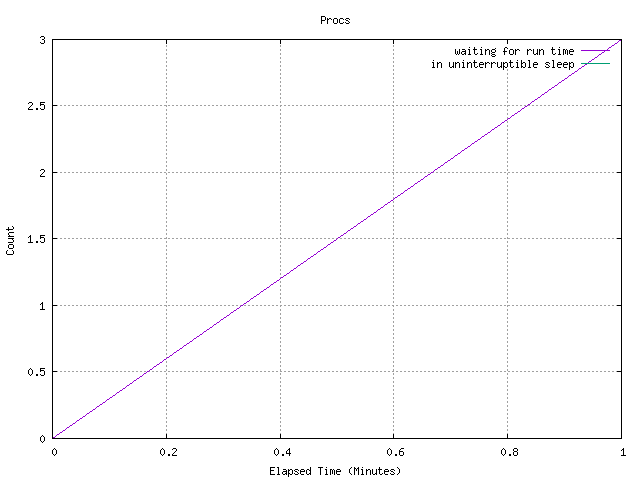 Procs
3
waiting for run time
in uninterruptible sleep
2.5
2
1.5
Count
1
0.5
0
0 0.2 0.4 0.6 0.8 1
Elapsed Time (Minutes)